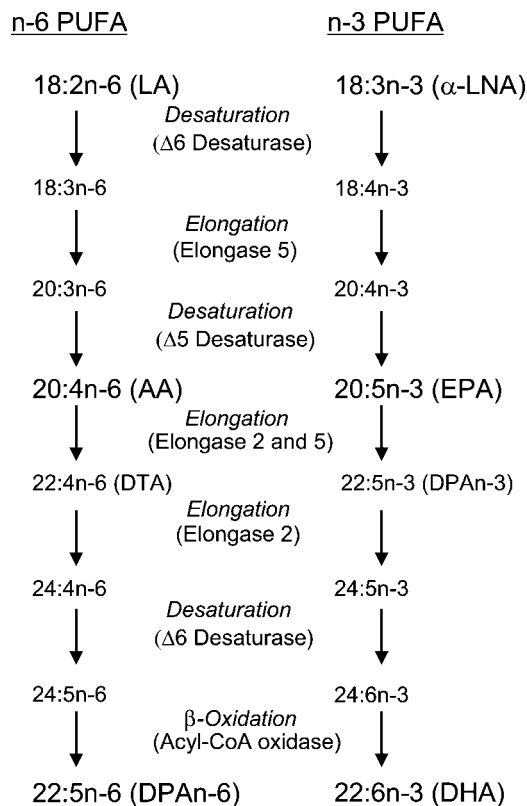 n-6 PUFA n-3 PUFA
18:2n-6 (LA) 18:3n-3 (α-LNA)
Desaturation
(Δ6 Desaturase)
18:3n-6 18:4n-3
Elongation
(Elongase 5)
20:3n-6 20:4n-3
Desaturation
(Δ5 Desaturase)
20:4n-6 (AA) 20:5n-3 (EPA)
Elongation
(Elongase 2 and 5)
22:4n-6 (DTA) 22:5n-3 (DPAn-3)
Elongation
(Elongase 2)
24:4n-6 24:5n-3
Desaturation
(Δ6 Desaturase)
24:5n-6 24:6n-3
β-Oxidation
(Acyl-CoA oxidase)
22:5n-6 (DPAn-6) 22:6n-3 (DHA)